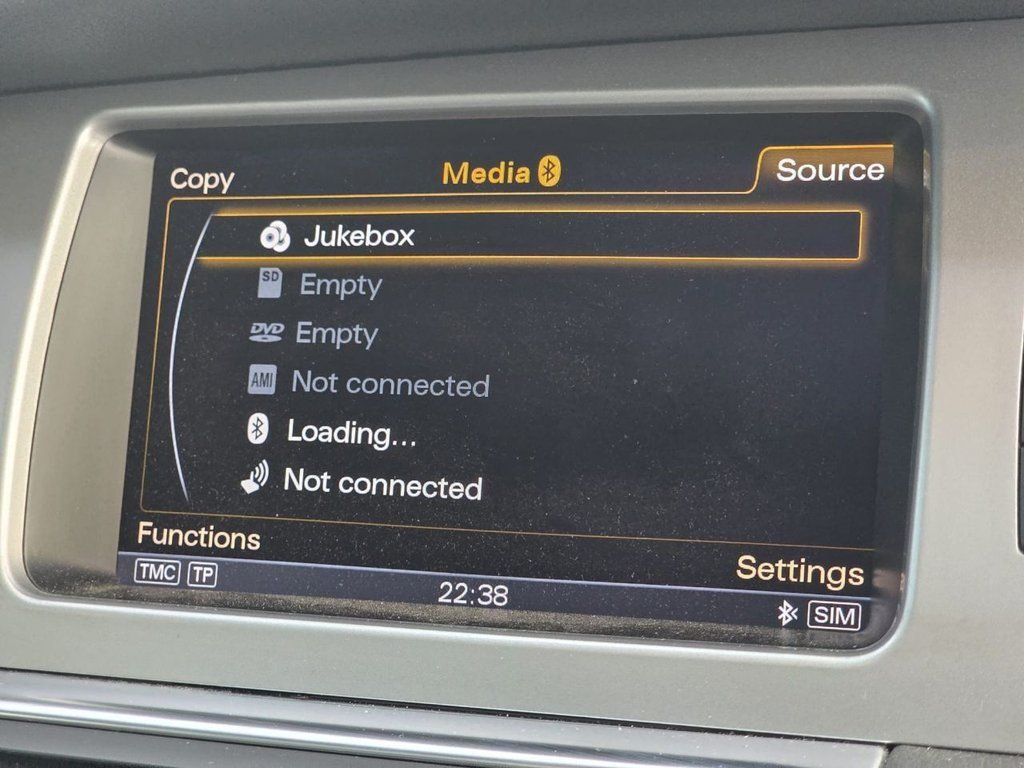 Copy Media Source
Jukebox
SD Empty
DVD Empty
AMI Not connected
Loading...
Not connected
Functions Settings
TMC TP 22:38 SIM